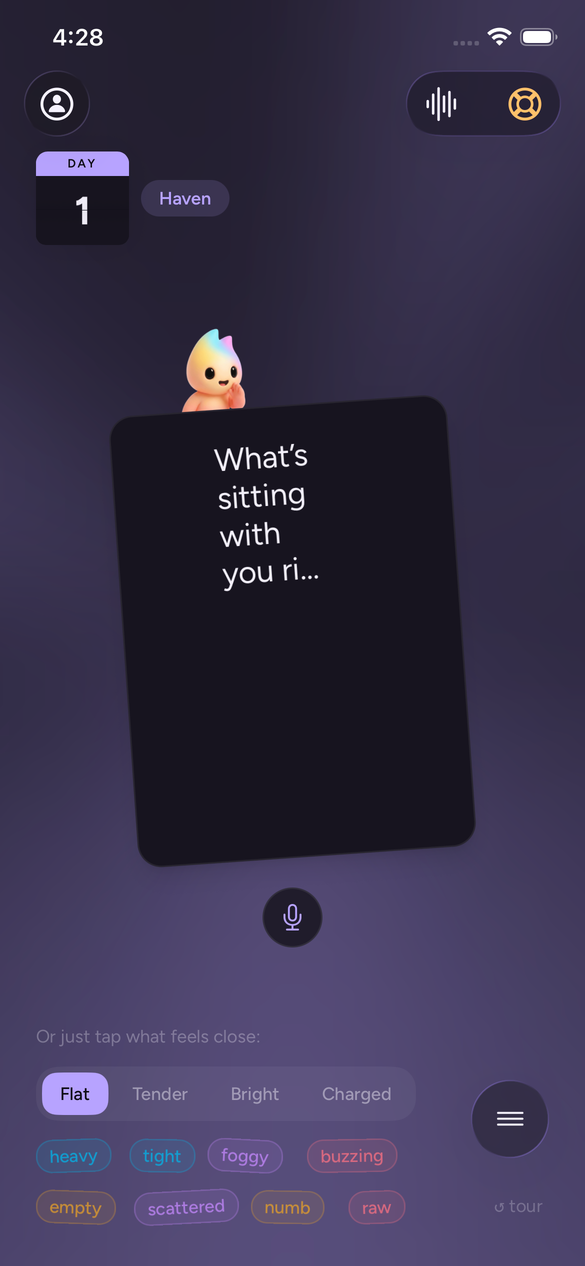 4:28
DAY
1
Haven
What's
sitting
with
you ri...
Or just tap what feels close:
Flat Tender Bright Charged
heavy tight foggy buzzing
empty scattered numb raw
↺ tour